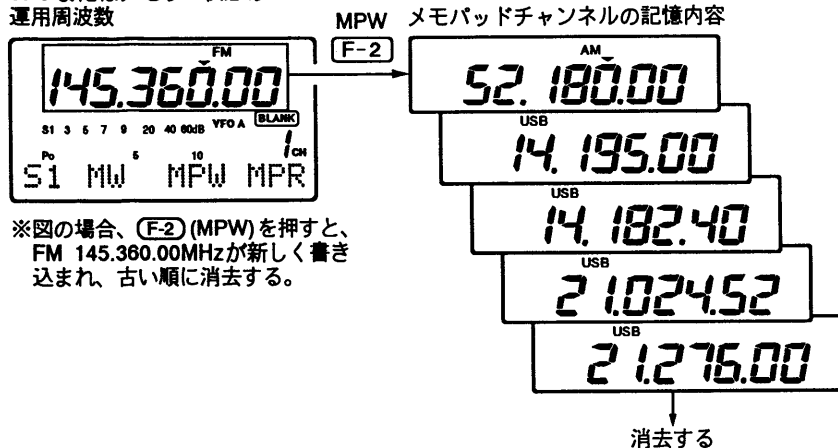 運用周波数
FM
145.360.00
S1 3 5 7 9 20 40 60dB VFO A BLANK
Po 5 10 1 CH
S1 MW MPW MPR
※図の場合、F-2 (MPW) を押すと、
FM 145.360.00MHzが新しく書き
込まれ、古い順に消去する。
MPW
F-2
メモパッドチャンネルの記憶内容
AM
52.180.00
USB
14.195.00
USB
14.182.40
USB
21.024.52
USB
21.276.00
消去する